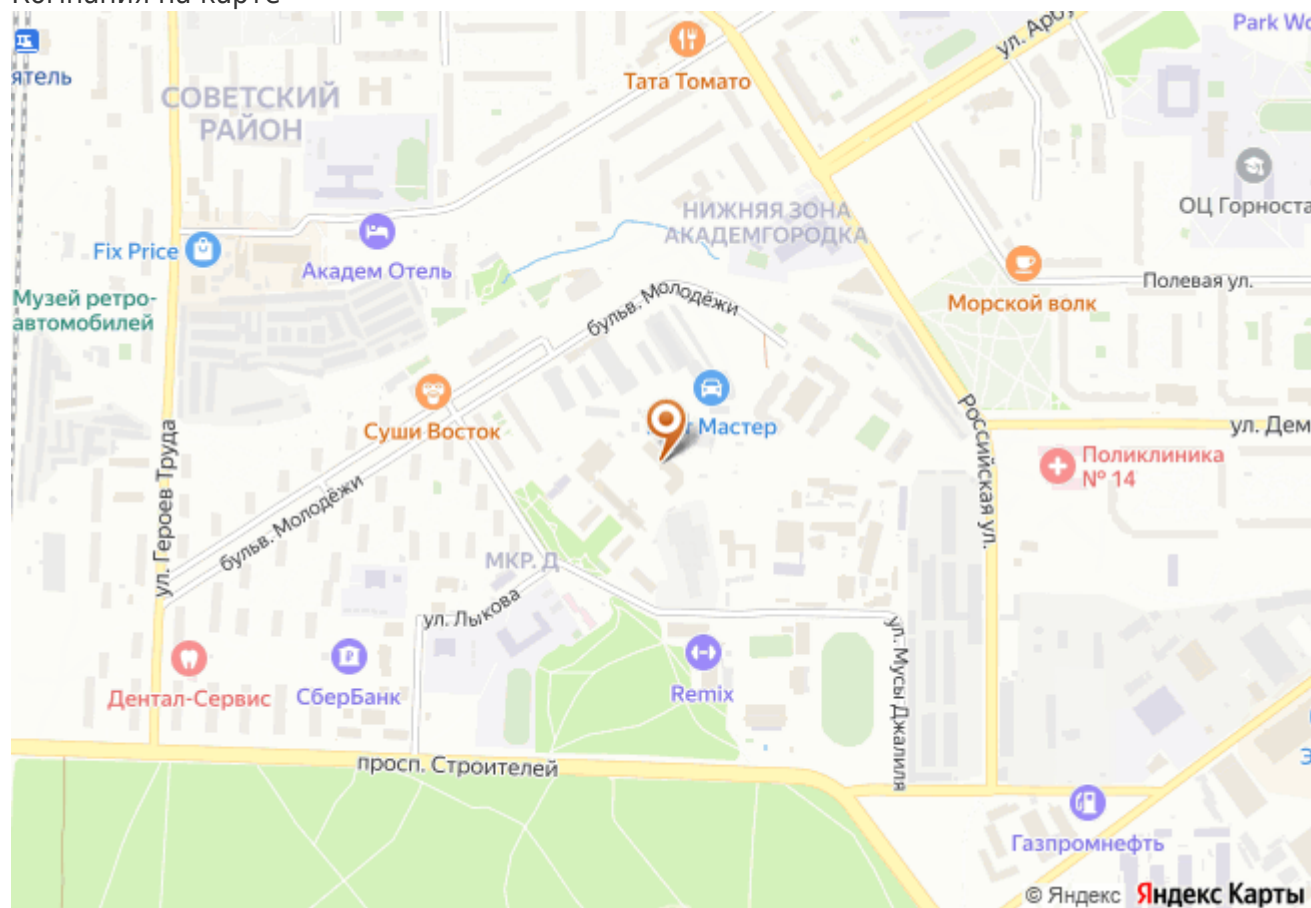 Компания на карте
Park Wo
ул. Арбу
ятель
Тата Томато
СОВЕТСКИЙ
РАЙОН
НИЖНЯЯ ЗОНА
АКАДЕМГОРОДКА
ОЦ Горноста
Fix Price
Академ Отель
Полевая ул.
Морской волк
Музей ретро-
автомобилей
бульв. Молодёжи
Суши Восток
Мастер
ул. Дем
Российская ул.
Поликлиника
№ 14
ул. Героев Труда
бульв. Молодёжи
МКР. Д
ул. Лыкова
ул. Мусы Джалиля
Дентал-Сервис
СберБанк
Remix
просп. Строителей
Э
Газпромнефть
© Яндекс Яндекс Карты